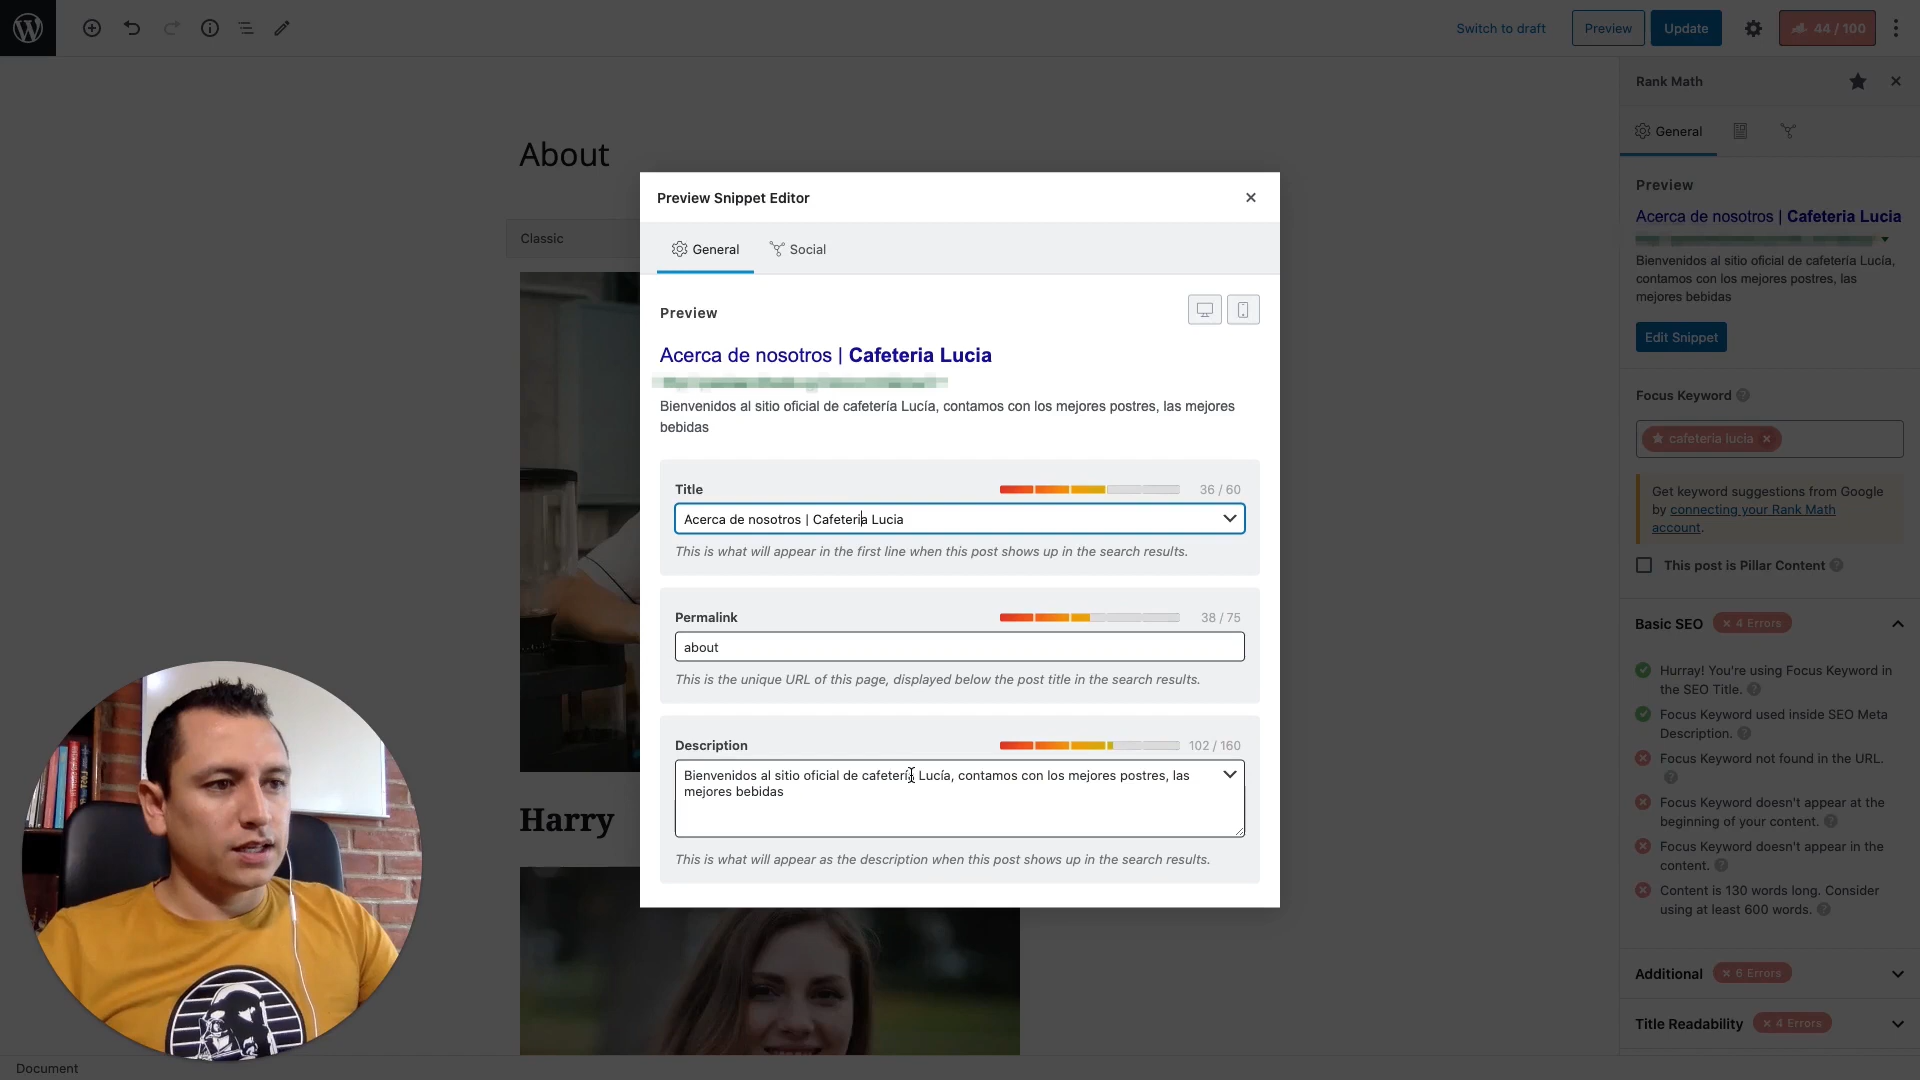 Switch to draft
Preview
Update
44 / 100
Rank Math
General
About
Classic
Harry
Document
Preview Snippet Editor
General
Social
Preview
Acerca de nosotros | Cafeteria Lucia
Bienvenidos al sitio oficial de cafetería Lucía, contamos con los mejores postres, las mejores
bebidas
Title
36 / 60
Acerca de nosotros | Cafeteria Lucia
This is what will appear in the first line when this post shows up in the search results.
Permalink
38 / 75
about
This is the unique URL of this page, displayed below the post title in the search results.
Description
102 / 160
Bienvenidos al sitio oficial de cafetería Lucía, contamos con los mejores postres, las
mejores bebidas
This is what will appear as the description when this post shows up in the search results.
Preview
Acerca de nosotros | Cafeteria Lucia
Bienvenidos al sitio oficial de cafetería Lucía,
contamos con los mejores postres, las
mejores bebidas
Edit Snippet
Focus Keyword
cafeteria lucia
Get keyword suggestions from Google
by connecting your Rank Math
account.
This post is Pillar Content
Basic SEO
× 4 Errors
Hurray! You're using Focus Keyword in
the SEO Title.
Focus Keyword used inside SEO Meta
Description.
Focus Keyword not found in the URL.
Focus Keyword doesn't appear at the
beginning of your content.
Focus Keyword doesn't appear in the
content.
Content is 130 words long. Consider
using at least 600 words.
Additional
× 6 Errors
Title Readability
× 4 Errors